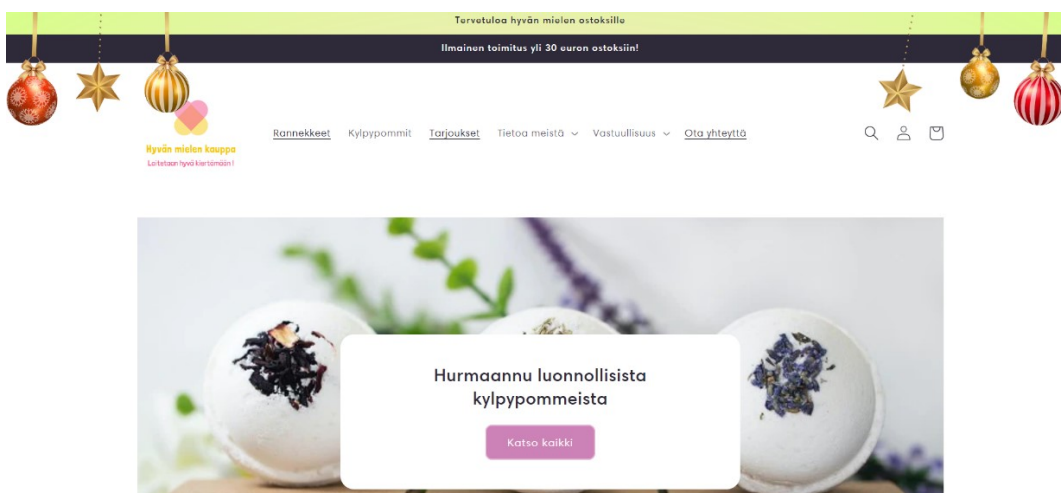 Tervetuloa hyvän mielen ostoksille
Ilmainen toimitus yli 30 euron ostoksiin!
Hyvän mielen kauppa
Laitetaan hyvä kiertämään!
Rannekkeet Kylpypommit Tarjoukset Tietoa meistä Vastuullisuus Ota yhteyttä
Hurmaannu luonnollisista
kylpypommeista
Katso kaikki